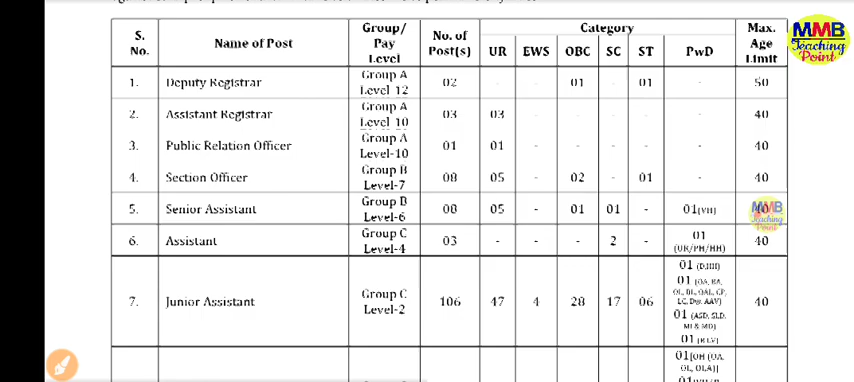 S. No. Name of Post Group/ Pay Level No. of Post(s) Category Max. Age Limit
UR EWS OBC SC ST PwD
1. Deputy Registrar Group A Level-12 02 - - 01 - 01 - 50
2. Assistant Registrar Group A Level-10 03 03 - - - - - 40
3. Public Relation Officer Group A Level-10 01 01 - - - - - 40
4. Section Officer Group B Level-7 08 05 - 02 - 01 - 40
5. Senior Assistant Group B Level-6 08 05 - 01 01 - 01(VH) 40
6. Assistant Group C Level-4 03 - - - 2 - 01 (OH/PH/HH) 40
7. Junior Assistant Group C Level-2 106 47 4 28 17 06 01 (D,HH) 01 (OA, BA, OL, BL, OAL, CP, LC, Dw, AAV) 01 (ASD, SLD, MI & MD) 01 (B LV) 40
01(OH (OA, OL, OLA))
MMB
Teaching
Point
MMB
Teaching
Point